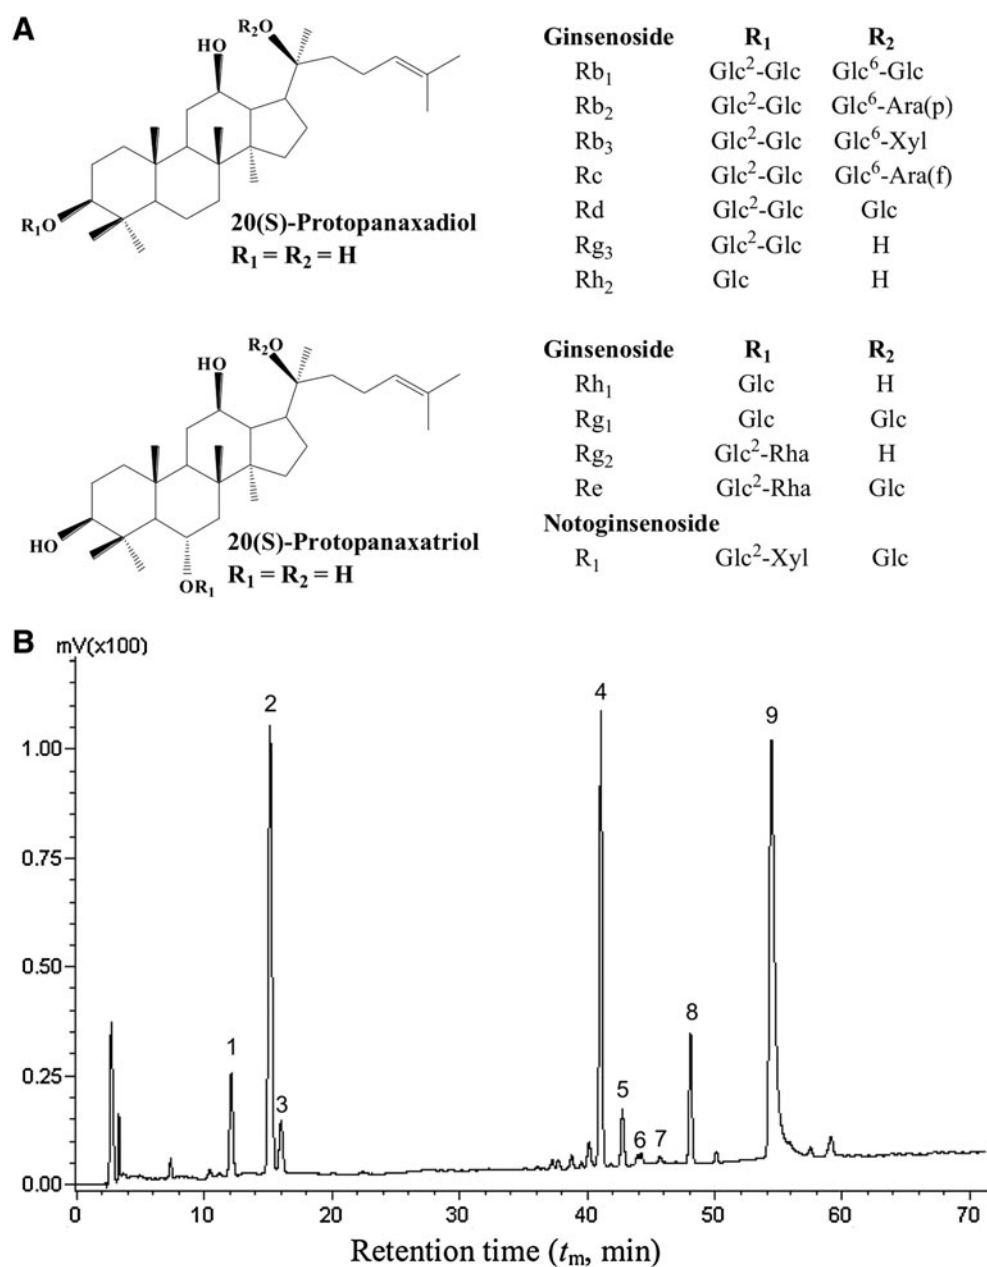 A
R₂O
HO
R₁O
20(S)-Protopanaxadiol
R₁ = R₂ = H
Ginsenoside R₁ R₂
Rb₁ Glc²-Glc Glc⁶-Glc
Rb₂ Glc²-Glc Glc⁶-Ara(p)
Rb₃ Glc²-Glc Glc⁶-Xyl
Rc Glc²-Glc Glc⁶-Ara(f)
Rd Glc²-Glc Glc
Rg₃ Glc²-Glc H
Rh₂ Glc H
R₂O
HO
HO
OR₁
20(S)-Protopanaxatriol
R₁ = R₂ = H
Ginsenoside R₁ R₂
Rh₁ Glc H
Rg₁ Glc Glc
Rg₂ Glc²-Rha H
Re Glc²-Rha Glc
Notoginsenoside
R₁ Glc²-Xyl Glc
B
mV(x100)
1.00
0.75
0.50
0.25
0.00
1
2
3
4
5
6
7
8
9
0 10 20 30 40 50 60 70
Retention time (tₘ, min)